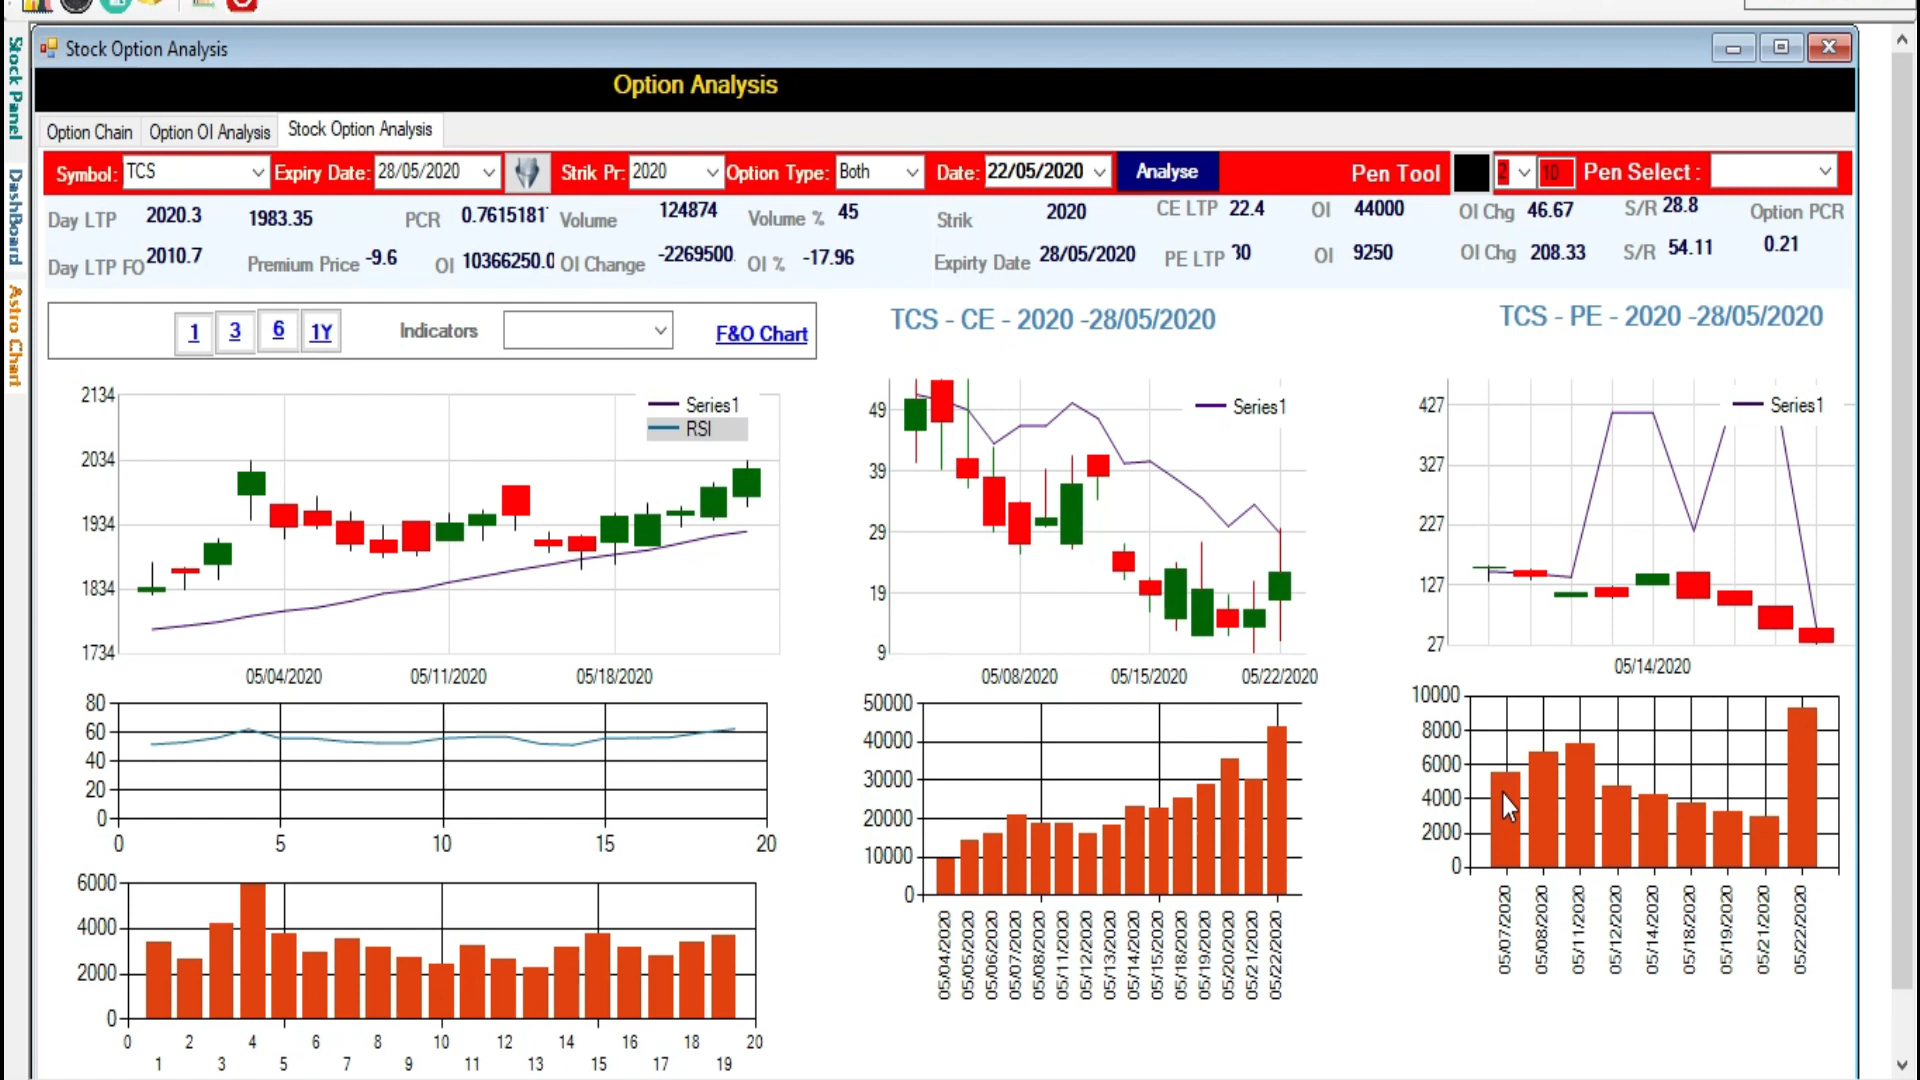 Stock Option Analysis
Option Analysis
Option Chain Option OI Analysis Stock Option Analysis
Symbol: TCS Expiry Date: 28/05/2020 Strik Pr: 2020 Option Type: Both Date: 22/05/2020 Analyse Pen Tool 2 10 Pen Select :
Day LTP 2020.3 1983.35 PCR 0.7615181 Volume 124874 Volume % 45 Strik 2020 CE LTP 22.4 OI 44000 OI Chg 46.67 S/R 28.8 Option PCR
Day LTP FO 2010.7 Premium Price -9.6 OI 10366250.0 OI Change -2269500. OI % -17.96 Expirty Date 28/05/2020 PE LTP 30 OI 9250 OI Chg 208.33 S/R 54.11 0.21
Stock Panel
DashBoard
Astro Chart
1 3 6 1Y Indicators F&O Chart
TCS - CE - 2020 -28/05/2020
TCS - PE - 2020 -28/05/2020
Series1
RSI
2134
2034
1934
1834
1734
05/04/2020 05/11/2020 05/18/2020
80
60
40
20
0
0 5 10 15 20
6000
4000
2000
0
0 2 4 6 8 10 12 14 16 18 20
1 3 5 7 9 11 13 15 17 19
Series1
49
39
29
19
9
05/08/2020 05/15/2020 05/22/2020
50000
40000
30000
20000
10000
0
05/04/2020 05/05/2020 05/06/2020 05/07/2020 05/08/2020 05/11/2020 05/12/2020 05/13/2020 05/14/2020 05/15/2020 05/18/2020 05/19/2020 05/20/2020 05/21/2020 05/22/2020
Series1
427
327
227
127
27
05/14/2020
10000
8000
6000
4000
2000
0
05/07/2020 05/08/2020 05/11/2020 05/12/2020 05/14/2020 05/18/2020 05/19/2020 05/21/2020 05/22/2020